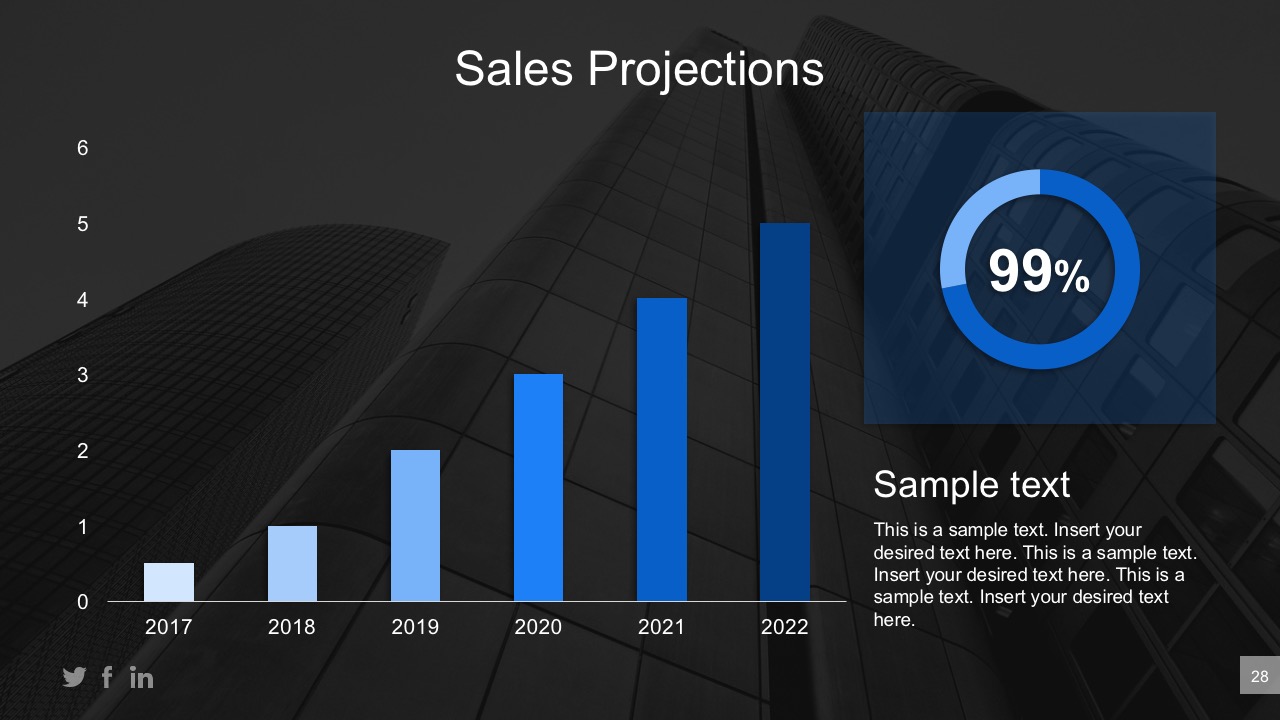 Sales Projections
6
5
4
3
2
1
0
2017 2018 2019 2020 2021 2022
99%
Sample text
This is a sample text. Insert your
desired text here. This is a sample text.
Insert your desired text here. This is a
sample text. Insert your desired text
here.
28